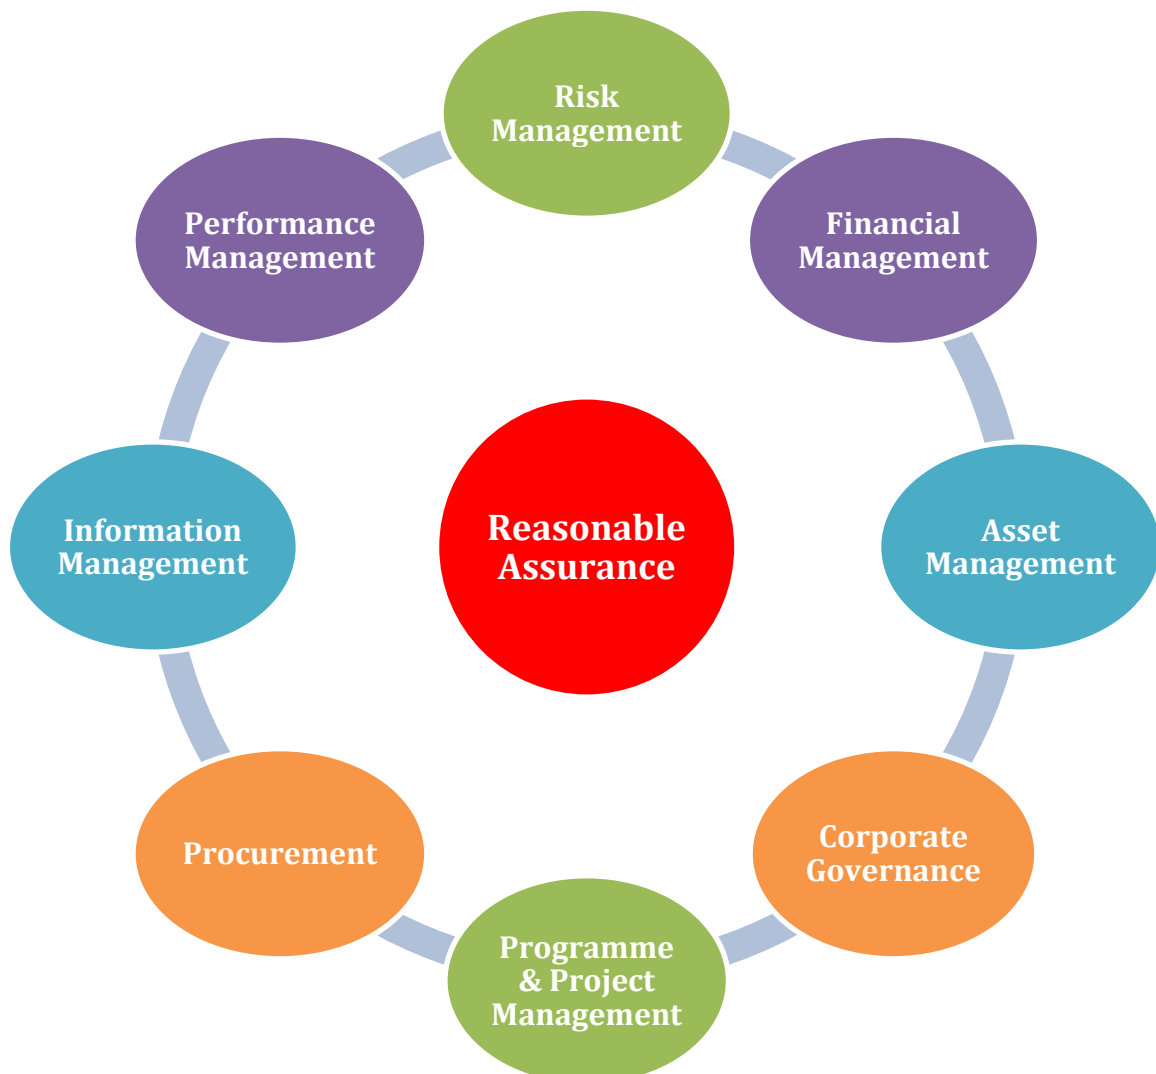 Risk
Management
Performance
Management
Financial
Management
Information
Management
Reasonable
Assurance
Asset
Management
Procurement
Corporate
Governance
Programme
& Project
Management